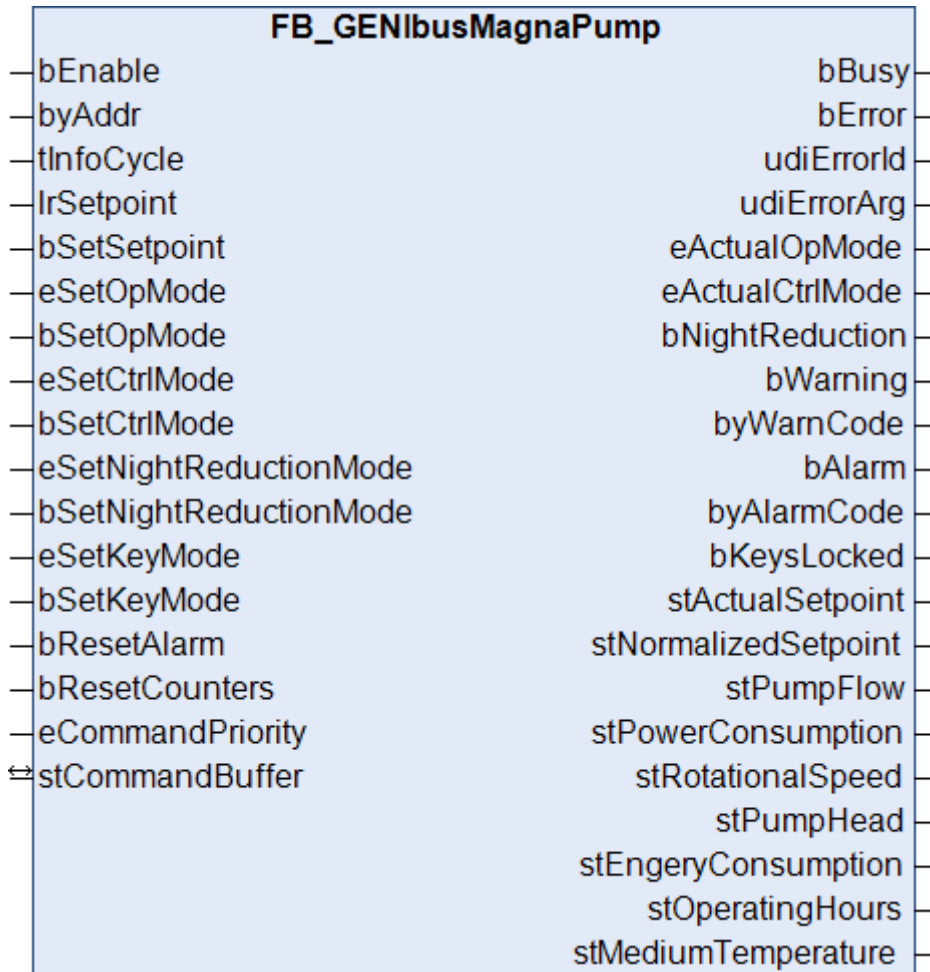 FB_GENIbusMagnaPump
bEnable bBusy
byAddr bError
tInfoCycle udiErrorId
lrSetpoint udiErrorArg
bSetSetpoint eActualOpMode
eSetOpMode eActualCtrlMode
bSetOpMode bNightReduction
eSetCtrlMode bWarning
bSetCtrlMode byWarnCode
eSetNightReductionMode bAlarm
bSetNightReductionMode byAlarmCode
eSetKeyMode bKeysLocked
bSetKeyMode stActualSetpoint
bResetAlarm stNormalizedSetpoint
bResetCounters stPumpFlow
eCommandPriority stPowerConsumption
stCommandBuffer stRotationalSpeed
stPumpHead
stEngeryConsumption
stOperatingHours
stMediumTemperature